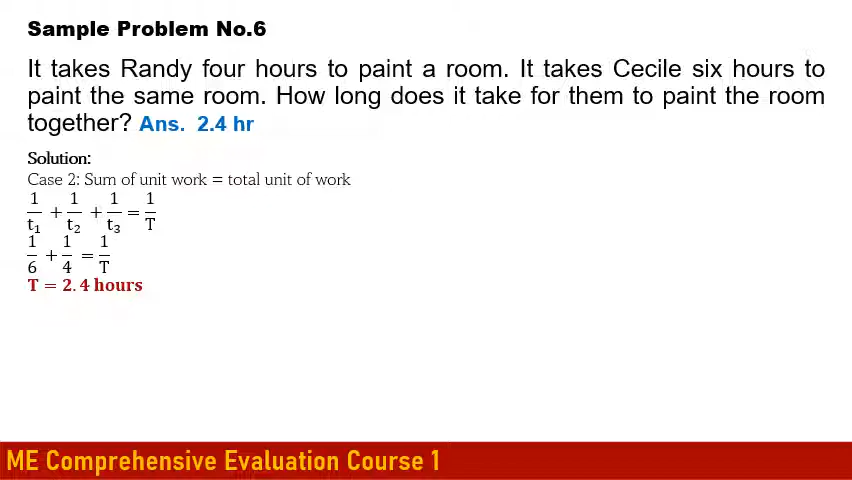 Sample Problem No.6
It takes Randy four hours to paint a room. It takes Cecile six hours to
paint the same room. How long does it take for them to paint the room
together? Ans. 2.4 hr
Solution:
Case 2: Sum of unit work = total unit of work
1/t₁ + 1/t₂ + 1/t₃ = 1/T
1/6 + 1/4 = 1/T
T = 2.4 hours
ME Comprehensive Evaluation Course 1